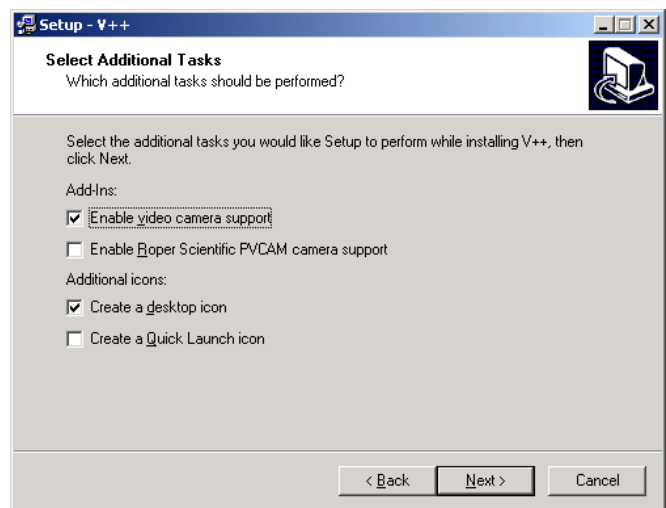 Setup - V++
Select Additional Tasks
Which additional tasks should be performed?
Select the additional tasks you would like Setup to perform while installing V++, then
click Next.
Add-Ins:
Enable video camera support
Enable Roper Scientific PVCAM camera support
Additional icons:
Create a desktop icon
Create a Quick Launch icon
< Back
Next >
Cancel